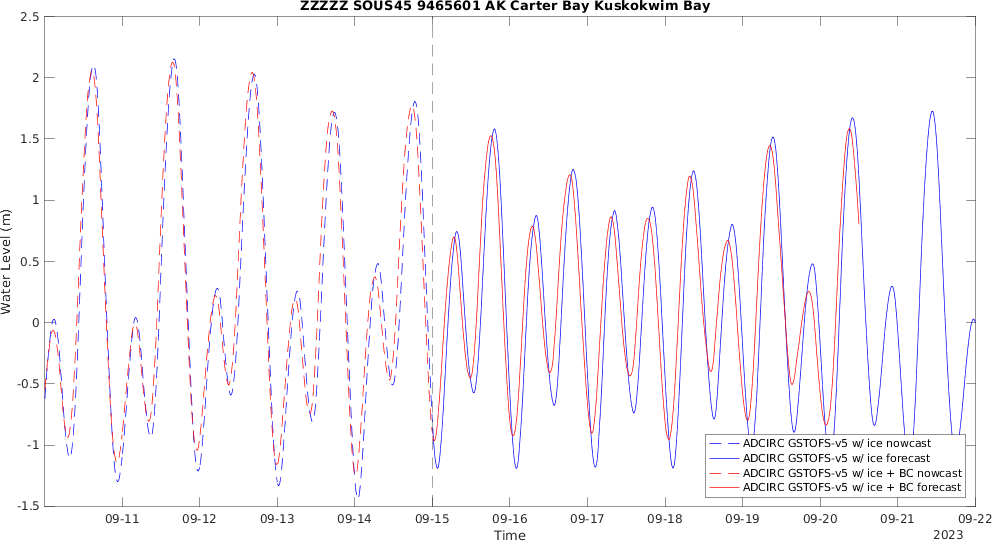 ZZZZZ SOUS45 9465601 AK Carter Bay Kuskokwim Bay
2.5
2
1.5
1
0.5
0
-0.5
-1
-1.5
Water Level (m)
ADCIRC GSTOFS-v5 w/ ice nowcast
ADCIRC GSTOFS-v5 w/ ice forecast
ADCIRC GSTOFS-v5 w/ ice + BC nowcast
ADCIRC GSTOFS-v5 w/ ice + BC forecast
09-11 09-12 09-13 09-14 09-15 09-16 09-17 09-18 09-19 09-20 09-21 09-22
Time
2023